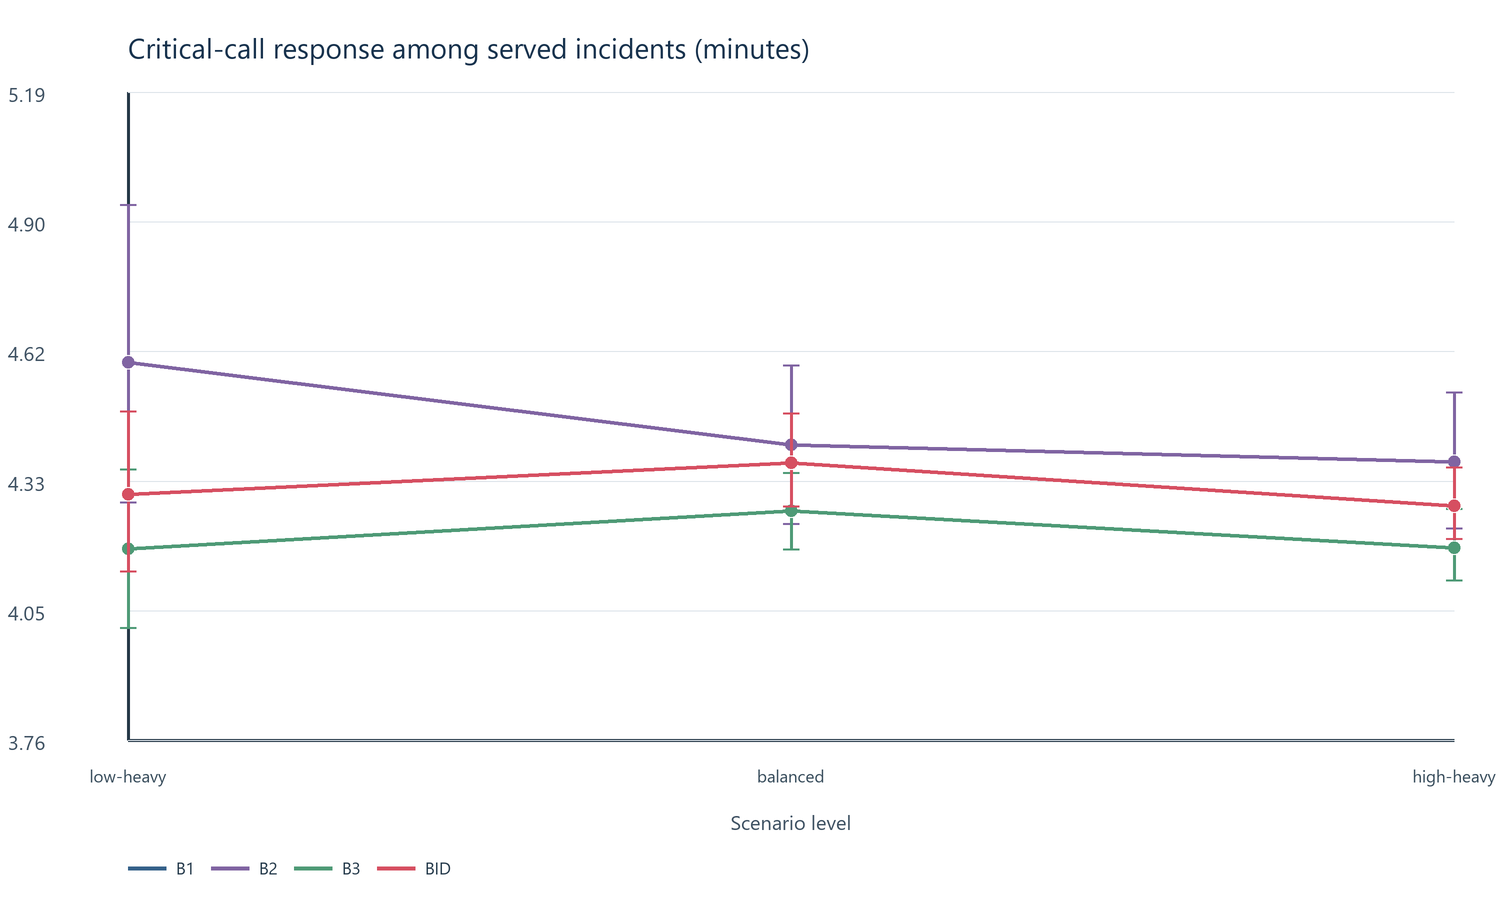 Critical-call response among served incidents (minutes)
5.19
4.90
4.62
4.33
4.05
3.76
low-heavy balanced high-heavy
Scenario level
B1 B2 B3 BID